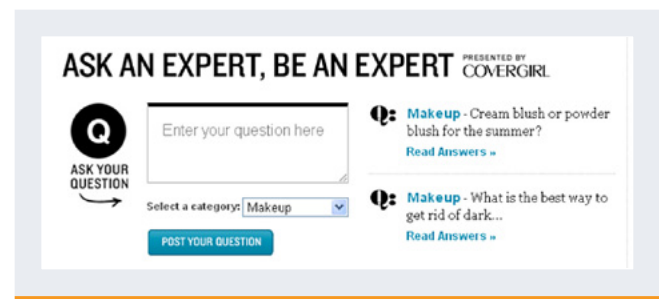 ASK AN EXPERT, BE AN EXPERT PRESENTED BY COVERGIRL
Q
ASK YOUR
QUESTION
Enter your question here
Select a category: Makeup
POST YOUR QUESTION
Q: Makeup - Cream blush or powder
blush for the summer?
Read Answers »
Q: Makeup - What is the best way to
get rid of dark...
Read Answers »